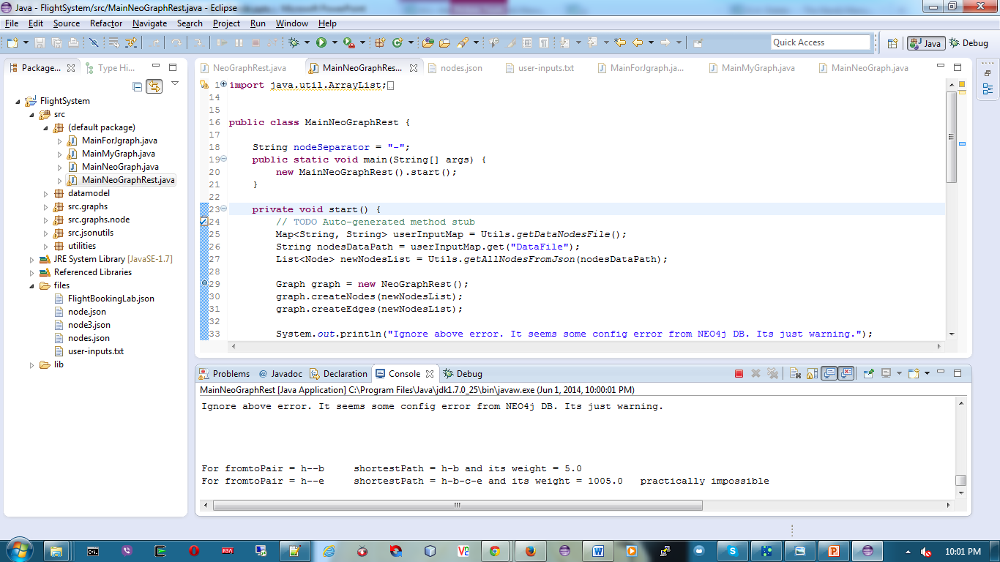 Java - FlightSystem/src/MainNeoGraphRest.java - Eclipse
File Edit Source Refactor Navigate Search Project Run Window Help
Quick Access
Java
Debug
Package...
Type Hi...
FlightSystem
src
(default package)
MainForJgraph.java
MainMyGraph.java
MainNeoGraph.java
MainNeoGraphRest.java
datamodel
src.graphs
src.graphs.node
src.jsonutils
utilities
JRE System Library [JavaSE-1.7]
Referenced Libraries
files
FlightBookingLab.json
node.json
node3.json
nodes.json
user-inputs.txt
lib
NeoGraphRest.java MainNeoGraphRes... nodes.json user-inputs.txt MainForJgraph.ja... MainMyGraph.java MainNeoGraph.java
1 import java.util.ArrayList;
14
15
16 public class MainNeoGraphRest {
17
18 String nodeSeparator = "-";
19 public static void main(String[] args) {
20 new MainNeoGraphRest().start();
21 }
22
23 private void start() {
24 // TODO Auto-generated method stub
25 Map<String, String> userInputMap = Utils.getDataNodesFile();
26 String nodesDataPath = userInputMap.get("DataFile");
27 List<Node> newNodesList = Utils.getAllNodesFromJson(nodesDataPath);
28
29 Graph graph = new NeoGraphRest();
30 graph.createNodes(newNodesList);
31 graph.createEdges(newNodesList);
32
33 System.out.println("Ignore above error. It seems some config error from NEO4j DB. Its just warning.");
Problems @ Javadoc Declaration Console Debug
MainNeoGraphRest [Java Application] C:\Program Files\Java\jdk1.7.0_25\bin\javaw.exe (Jun 1, 2014, 10:00:01 PM)
Ignore above error. It seems some config error from NEO4j DB. Its just warning.
For fromtoPair = h--b shortestPath = h-b and its weight = 5.0
For fromtoPair = h--e shortestPath = h-b-c-e and its weight = 1005.0 practically impossible
10:01 PM